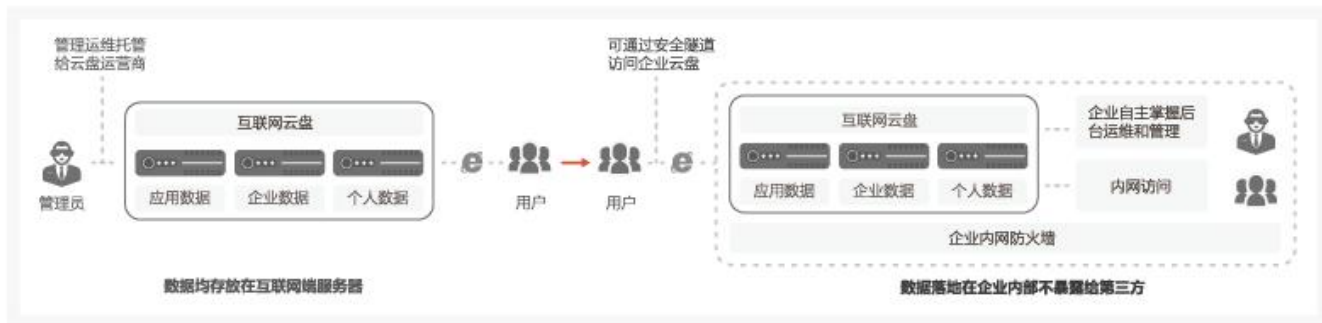 管理运维托管
给云盘运营商
互联网云盘
应用数据
企业数据
个人数据
管理员
用户
数据均存放在互联网端服务器
可通过安全隧道
访问企业云盘
用户
互联网云盘
应用数据
企业数据
个人数据
企业自主掌握后
台运维和管理
内网访问
企业内网防火墙
数据落地在企业内部不暴露给第三方